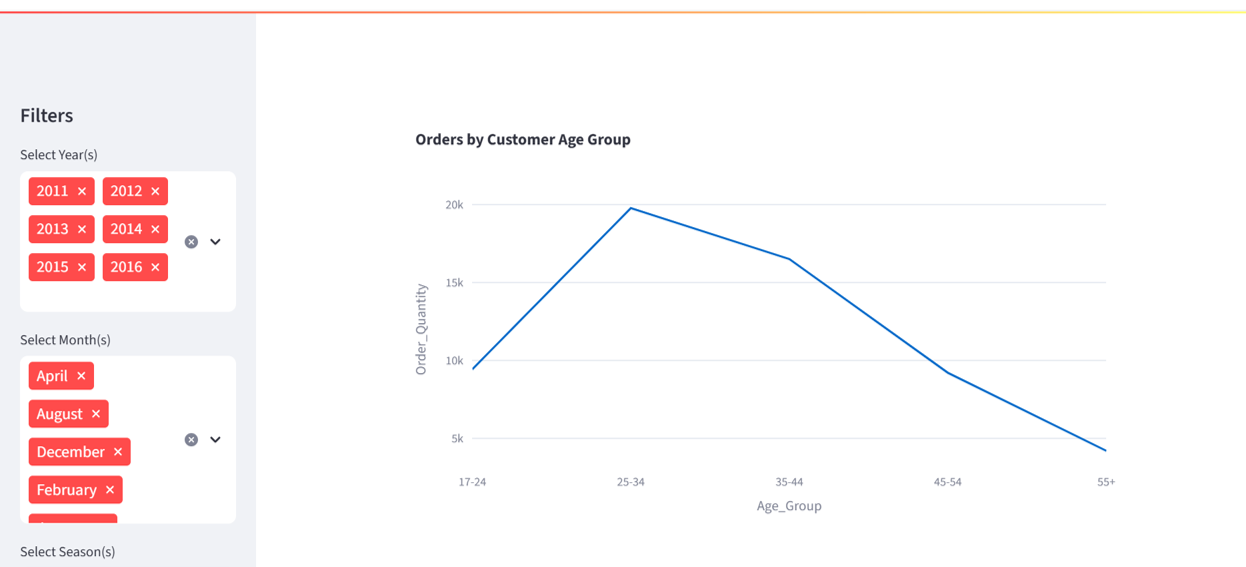 Filters
Select Year(s)
2011 × 2012 ×
2013 × 2014 ×
2015 × 2016 ×
Select Month(s)
April ×
August ×
December ×
February ×
Select Season(s)
Orders by Customer Age Group
Order_Quantity
20k
15k
10k
5k
17-24 25-34 35-44 45-54 55+
Age_Group